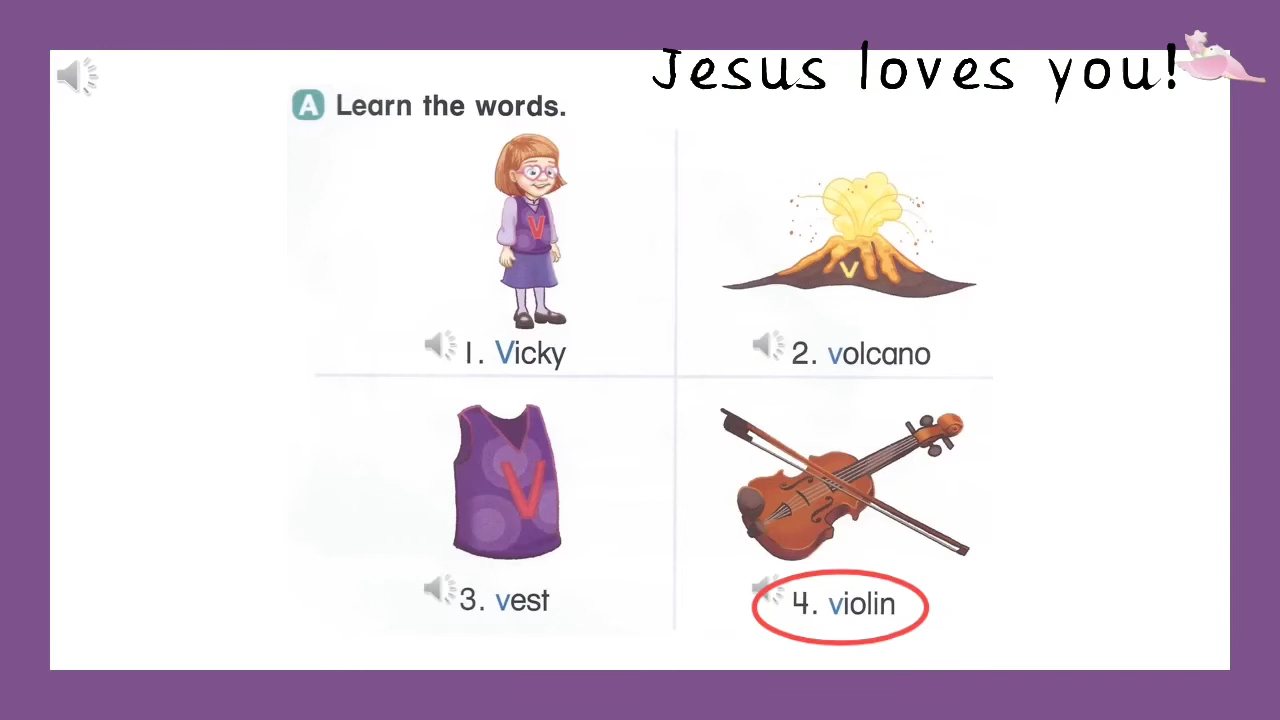 Jesus loves you!
A Learn the words.
V
V
1. Vicky
2. volcano
V
3. vest
4. violin